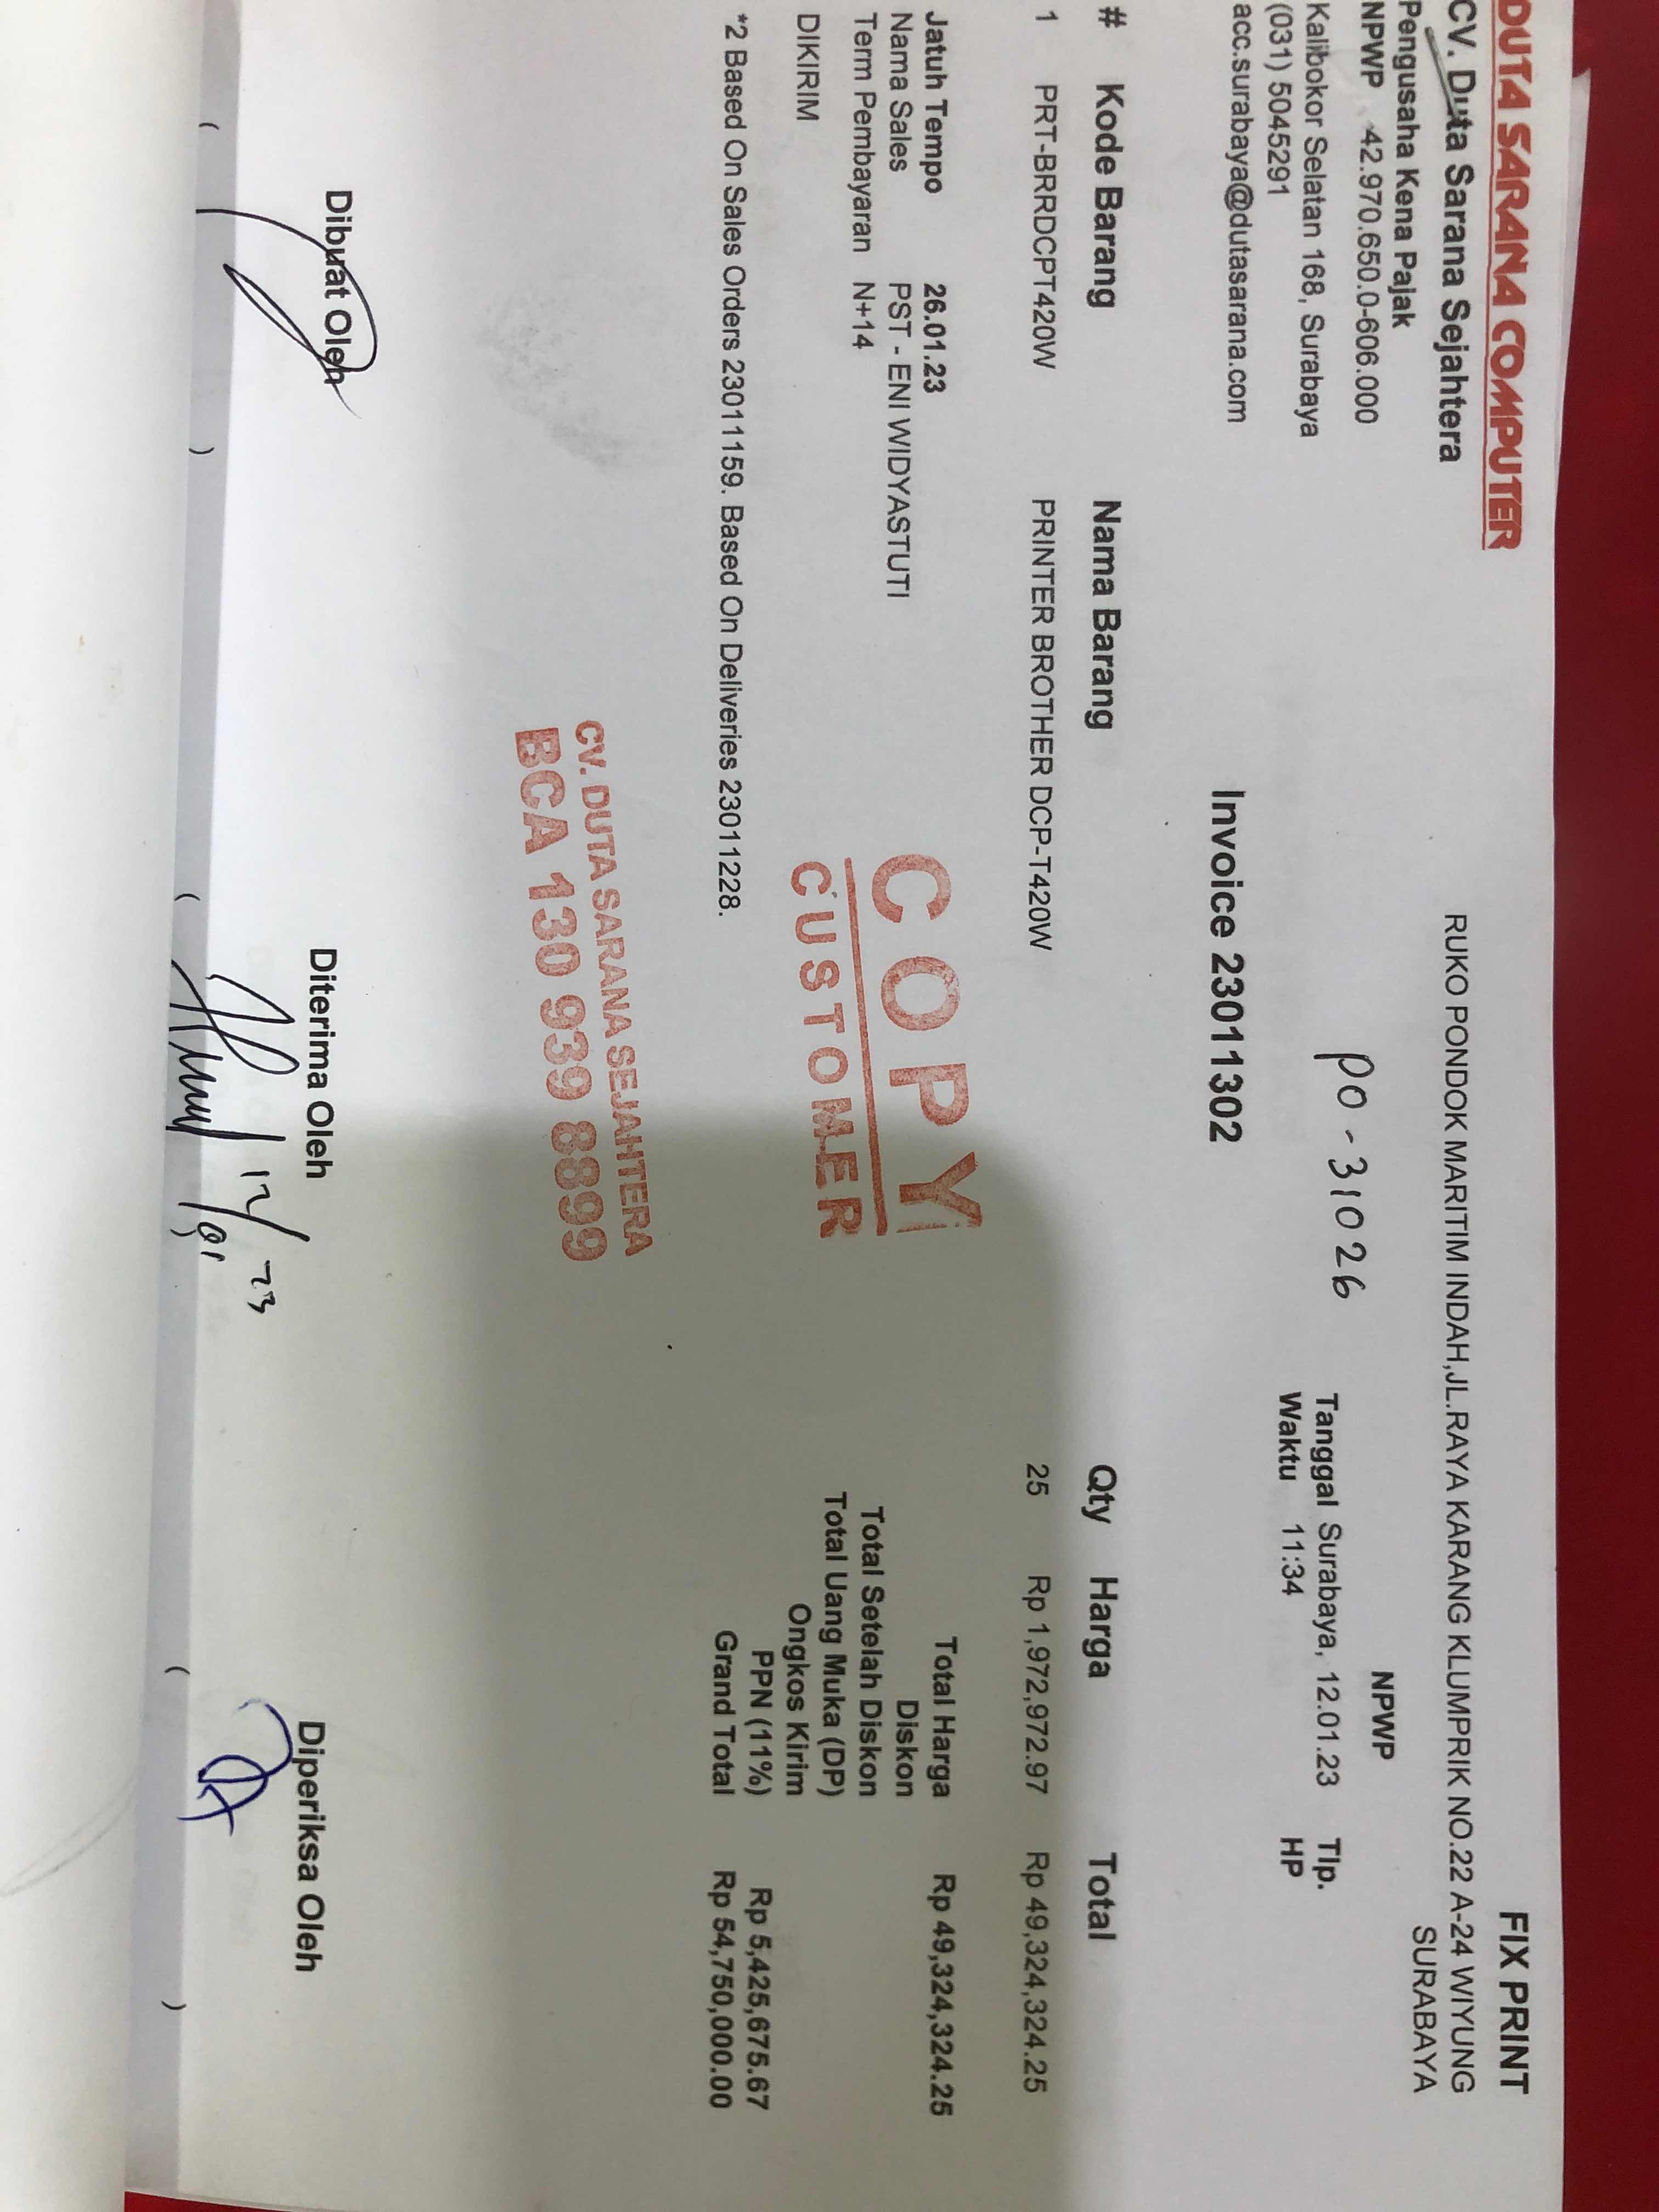 DUTA SARANA COMPUTER
CV. Duta Sarana Sejahtera
Pengusaha Kena Pajak
NPWP 42.970.650.0-606.000
Kalibokor Selatan 168, Surabaya
(031) 5045291
acc.surabaya@dutasarana.com
FIX PRINT
RUKO PONDOK MARITIM INDAH,JL.RAYA KARANG KLUMPRIK NO.22 A-24 WIYUNG
SURABAYA
NPWP
PO - 31026
Tanggal Surabaya, 12.01.23 Tlp.
Waktu 11:34 HP
Invoice 23011302
# Kode Barang Nama Barang Qty Harga Total
1 PRT-BRRDCPT420W PRINTER BROTHER DCP-T420W 25 Rp 1,972,972.97 Rp 49,324,324.25
Jatuh Tempo 26.01.23
Nama Sales PST - ENI WIDYASTUTI
Term Pembayaran N+14
DIKIRIM
*2 Based On Sales Orders 23011159. Based On Deliveries 23011228.
COPY
CUSTOMER
Total Harga Rp 49,324,324.25
Diskon
Total Setelah Diskon
Total Uang Muka (DP)
Ongkos Kirim
PPN (11%) Rp 5,425,675.67
Grand Total Rp 54,750,000.00
CV. DUTA SARANA SEJAHTERA
BCA 130 939 8899
Dibuat Oleh Diterima Oleh Diperiksa Oleh
12/01 23
( ) ( ( )